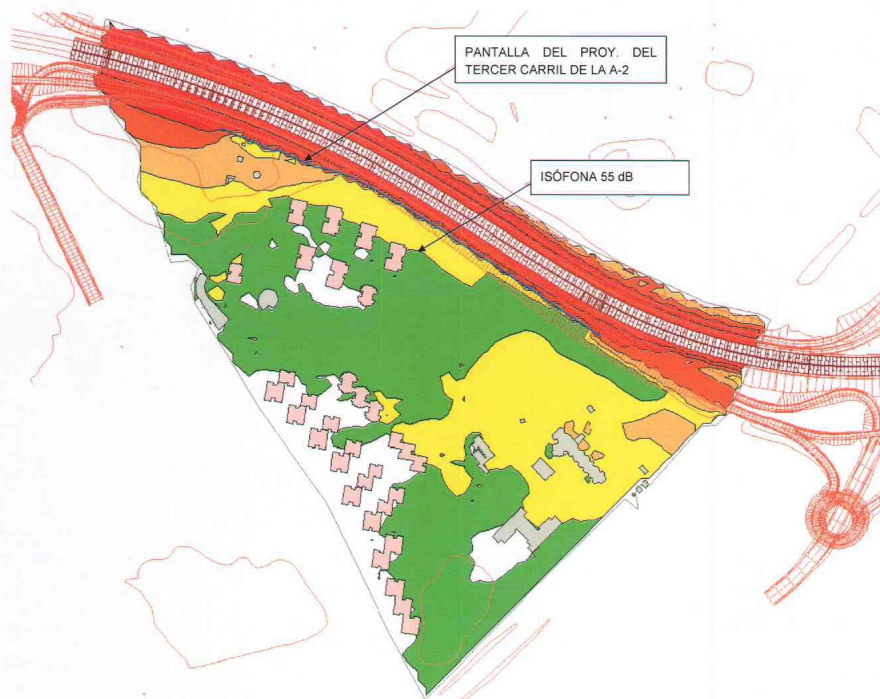 PANTALLA DEL PROY. DEL
TERCER CARRIL DE LA A-2
ISÓFONA 55 dB